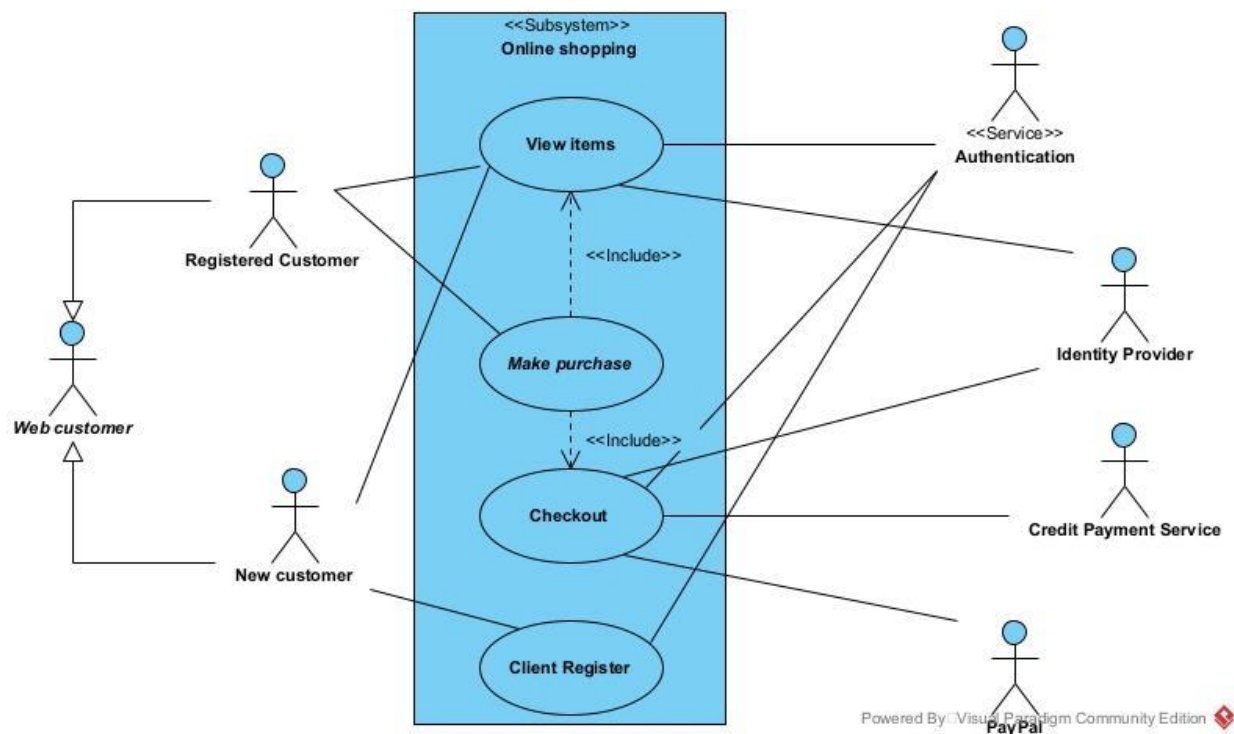 <<Subsystem>>
Online shopping
View items
<<Service>>
Authentication
Registered Customer
<<Include>>
Identity Provider
Make purchase
Web customer
<<Include>>
Checkout
Credit Payment Service
New customer
Client Register
Powered By Visual Paradigm Community Edition
PayPal